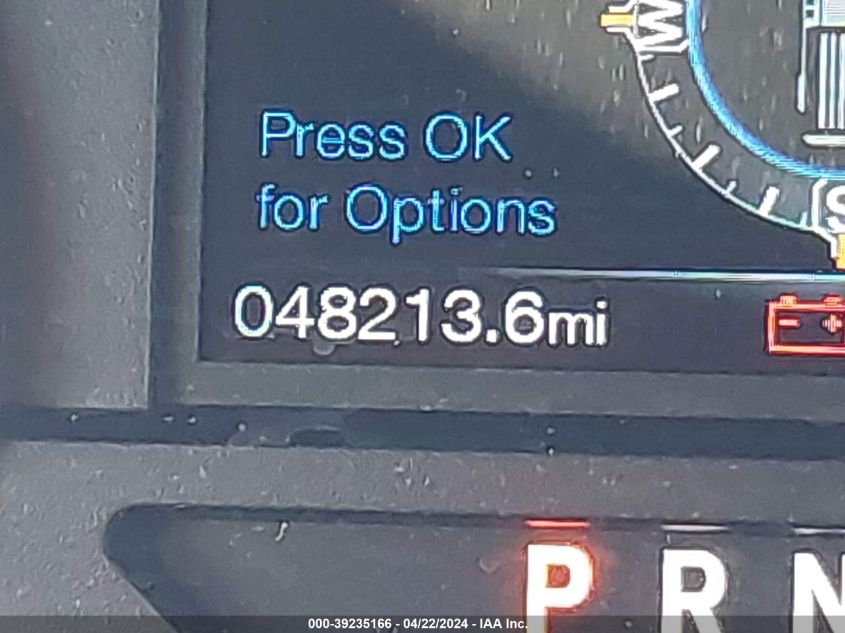 W
Press OK
for Options
S
048213.6mi
P R N
000-39235166 - 04/22/2024 - IAA Inc.